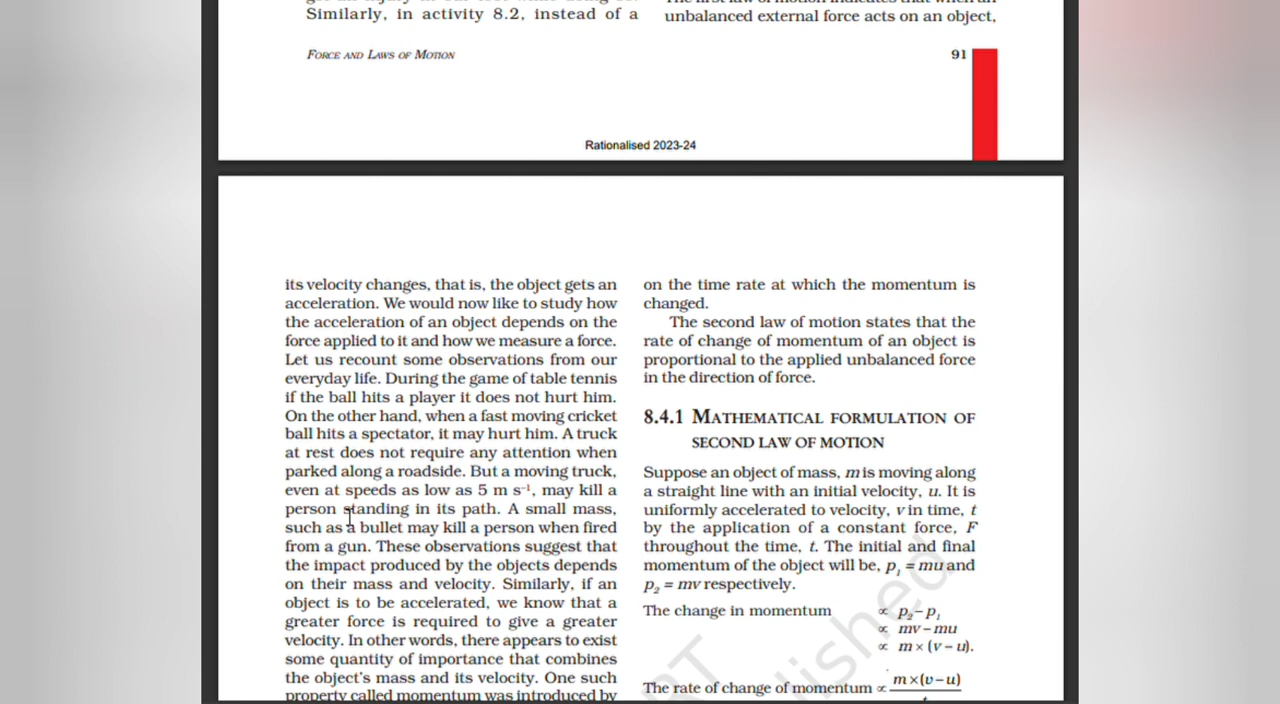 Similarly, in activity 8.2, instead of a
unbalanced external force acts on an object,
FORCE AND LAWS OF MOTION
91
Rationalised 2023-24
its velocity changes, that is, the object gets an
acceleration. We would now like to study how
the acceleration of an object depends on the
force applied to it and how we measure a force.
Let us recount some observations from our
everyday life. During the game of table tennis
if the ball hits a player it does not hurt him.
On the other hand, when a fast moving cricket
ball hits a spectator, it may hurt him. A truck
at rest does not require any attention when
parked along a roadside. But a moving truck,
even at speeds as low as 5 m s⁻¹, may kill a
person standing in its path. A small mass,
such as a bullet may kill a person when fired
from a gun. These observations suggest that
the impact produced by the objects depends
on their mass and velocity. Similarly, if an
object is to be accelerated, we know that a
greater force is required to give a greater
velocity. In other words, there appears to exist
some quantity of importance that combines
the object's mass and its velocity. One such
property called momentum was introduced by
on the time rate at which the momentum is
changed.
The second law of motion states that the
rate of change of momentum of an object is
proportional to the applied unbalanced force
in the direction of force.
8.4.1 MATHEMATICAL FORMULATION OF
SECOND LAW OF MOTION
Suppose an object of mass, m is moving along
a straight line with an initial velocity, u. It is
uniformly accelerated to velocity, v in time, t
by the application of a constant force, F
throughout the time, t. The initial and final
momentum of the object will be, p₁ = mu and
p₂ = mv respectively.
The change in momentum ∝ p₂ – p₁
∝ mv – mu
∝ m × (v – u).
The rate of change of momentum ∝ m×(v–u)